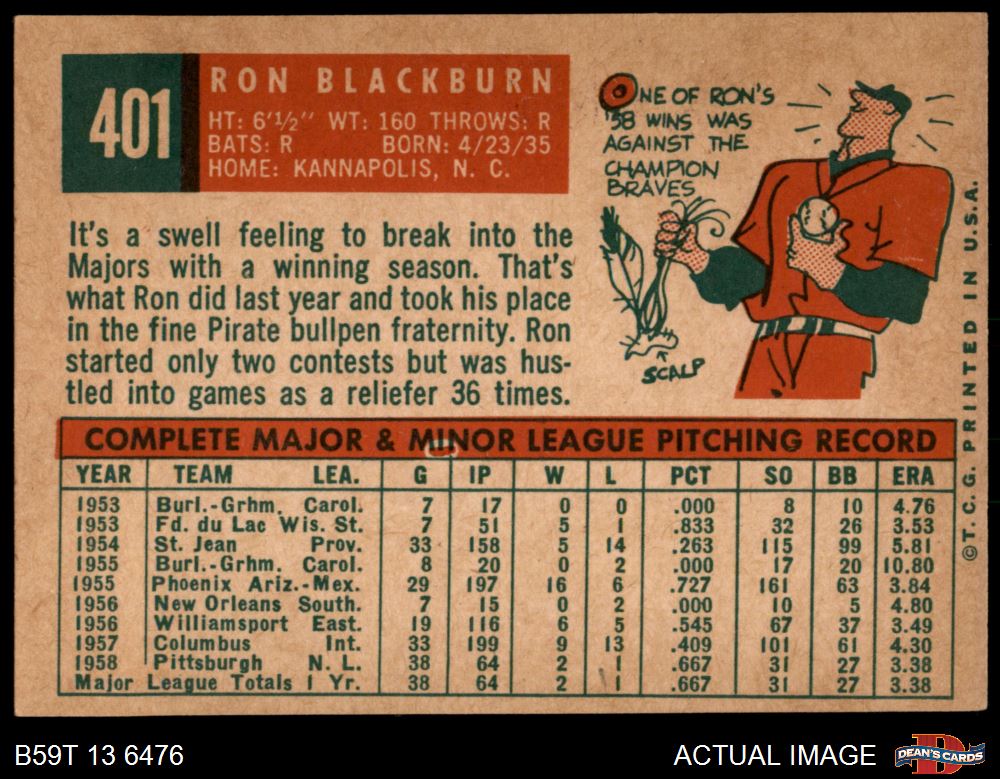 401
RON BLACKBURN
HT: 6'½" WT: 160 THROWS: R
BATS: R BORN: 4/23/35
HOME: KANNAPOLIS, N. C.
ONE OF RON'S
'58 WINS WAS
AGAINST THE
CHAMPION
BRAVES
SCALP
It's a swell feeling to break into the
Majors with a winning season. That's
what Ron did last year and took his place
in the fine Pirate bullpen fraternity. Ron
started only two contests but was hus-
tled into games as a reliefer 36 times.
©T. C. G. PRINTED IN U.S.A.
COMPLETE MAJOR & MINOR LEAGUE PITCHING RECORD
YEAR TEAM LEA. G IP W L PCT SO BB ERA
1953 Burl.-Grhm. Carol. 7 17 0 0 .000 8 10 4.76
1953 Fd. du Lac Wis. St. 7 51 5 1 .833 32 26 3.53
1954 St. Jean Prov. 33 158 5 14 .263 115 99 5.81
1955 Burl.-Grhm. Carol. 8 20 0 2 .000 17 20 10.80
1955 Phoenix Ariz.-Mex. 29 197 16 6 .727 161 63 3.84
1956 New Orleans South. 7 15 0 2 .000 10 5 4.80
1956 Williamsport East. 19 116 6 5 .545 67 37 3.49
1957 Columbus Int. 33 199 9 13 .409 101 61 4.30
1958 Pittsburgh N. L. 38 64 2 1 .667 31 27 3.38
Major League Totals 1 Yr. 38 64 2 1 .667 31 27 3.38
B59T 13 6476
ACTUAL IMAGE
D
DEAN'S CARDS